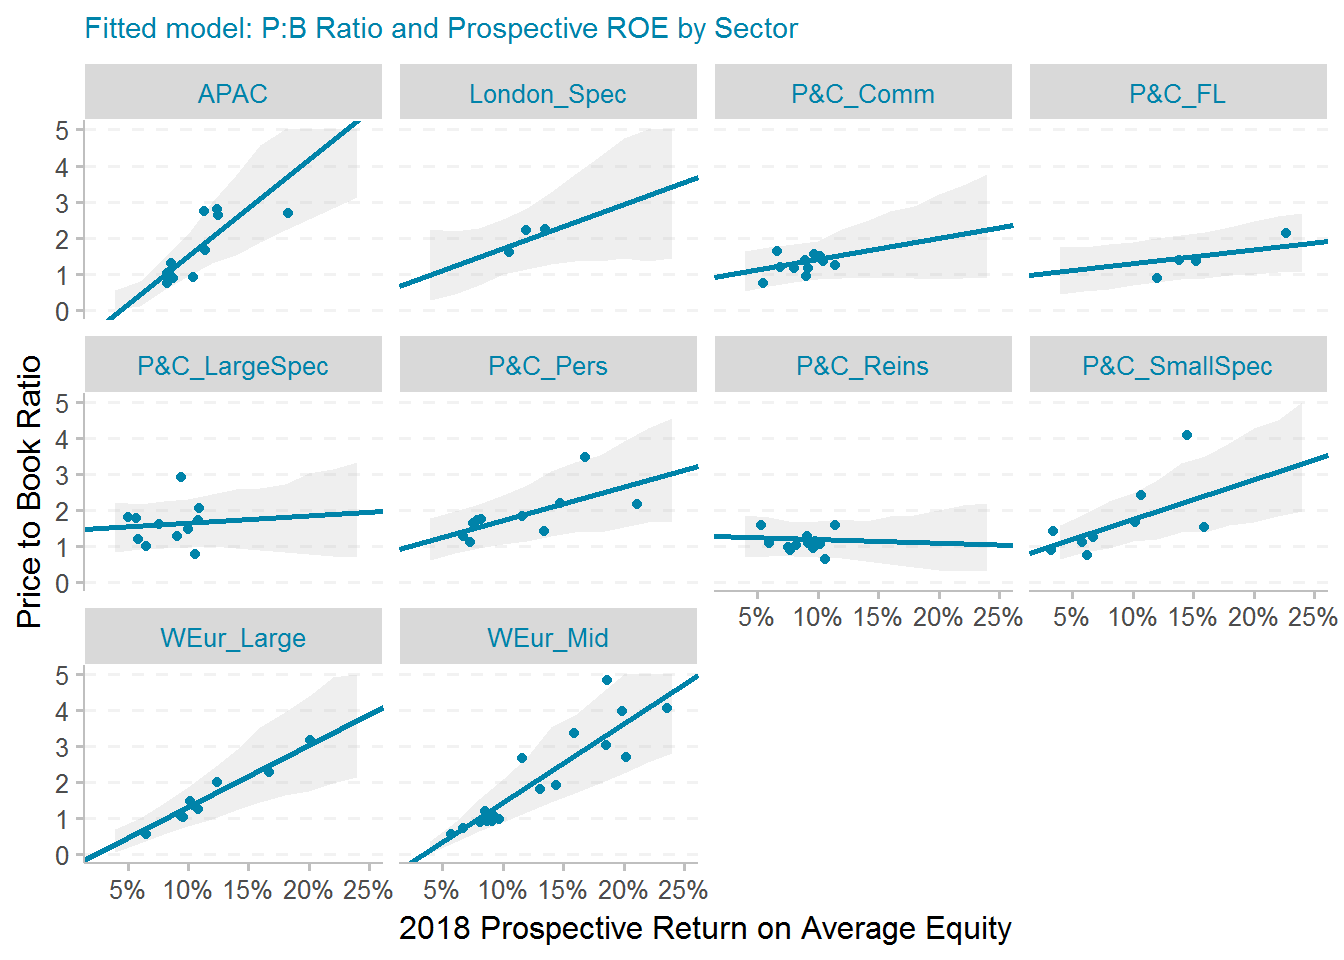 Fitted model: P:B Ratio and Prospective ROE by Sector
APAC London_Spec P&C_Comm P&C_FL
5
4
3
2
1
0
P&C_LargeSpec P&C_Pers P&C_Reins P&C_SmallSpec
5
4
3
2
1
0
5% 10% 15% 20% 25% 5% 10% 15% 20% 25%
Price to Book Ratio
WEur_Large WEur_Mid
5
4
3
2
1
0
5% 10% 15% 20% 25% 5% 10% 15% 20% 25%
2018 Prospective Return on Average Equity